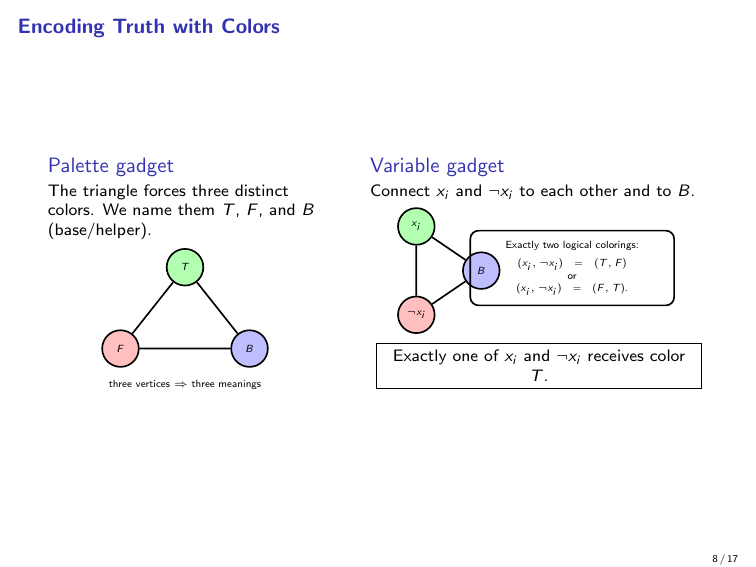 Encoding Truth with Colors
Palette gadget
The triangle forces three distinct
colors. We name them T, F, and B
(base/helper).
T
F
B
three vertices ⇒ three meanings
Variable gadget
Connect xᵢ and ¬xᵢ to each other and to B.
xᵢ
B
¬xᵢ
Exactly two logical colorings:
(xᵢ, ¬xᵢ) = (T, F)
or
(xᵢ, ¬xᵢ) = (F, T).
Exactly one of xᵢ and ¬xᵢ receives color
T.
8 / 17